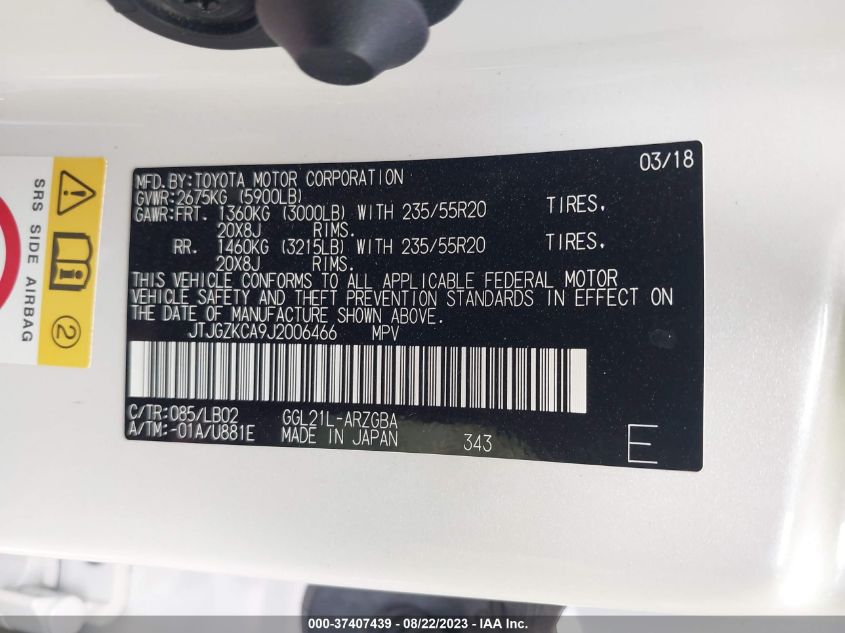 03/18
MFD.BY:TOYOTA MOTOR CORPORATION
GVWR:2675KG (5900LB)
GAWR:FRT. 1360KG (3000LB) WITH 235/55R20 TIRES,
20X8J RIMS.
RR. 1460KG (3215LB) WITH 235/55R20 TIRES,
20X8J RIMS.
THIS VEHICLE CONFORMS TO ALL APPLICABLE FEDERAL MOTOR
VEHICLE SAFETY AND THEFT PREVENTION STANDARDS IN EFFECT ON
THE DATE OF MANUFACTURE SHOWN ABOVE.
JTJGZKCA9J2006466 MPV
C/TR:085/LB02 GGL21L-ARZGBA
A/TM:-01A/U881E MADE IN JAPAN 343
E
SRS SIDE AIRBAG
2
000-37407439 - 08/22/2023 - IAA Inc.